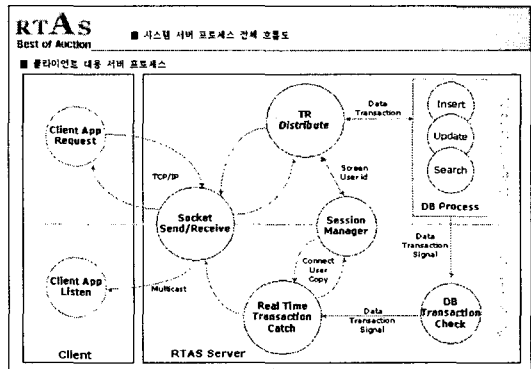 RTAS
Best of Auction
■ 시스템 서버 프로세스 전체 흐름도
■ 클라이언트 대응 서버 프로세스
Client App
Request
TCP/IP
Socket
Send/Receive
Client App
Listen
Multicast
Client
TR
Distribute
Data
Transaction
Insert
Update
Search
DB Process
Screen
User id
Session
Manager
Connect
User
Copy
Data
Transaction
Signal
Real Time
Transaction
Catch
Data
Transaction
Signal
DB
Transaction
Check
RTAS Server